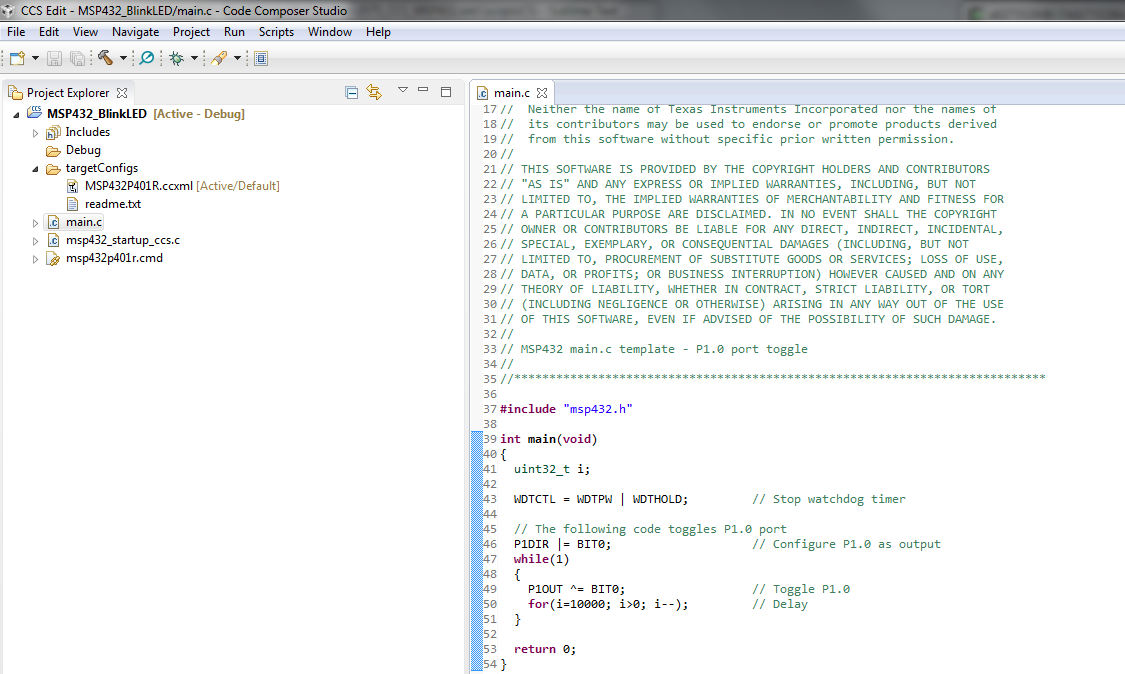 CCS Edit - MSP432_BlinkLED/main.c - Code Composer Studio
File Edit View Navigate Project Run Scripts Window Help
Project Explorer
MSP432_BlinkLED [Active - Debug]
Includes
Debug
targetConfigs
MSP432P401R.ccxml [Active/Default]
readme.txt
main.c
msp432_startup_ccs.c
msp432p401r.cmd
main.c
17 //  Neither the name of Texas Instruments Incorporated nor the names of
18 //  its contributors may be used to endorse or promote products derived
19 //  from this software without specific prior written permission.
20 //
21 // THIS SOFTWARE IS PROVIDED BY THE COPYRIGHT HOLDERS AND CONTRIBUTORS
22 // "AS IS" AND ANY EXPRESS OR IMPLIED WARRANTIES, INCLUDING, BUT NOT
23 // LIMITED TO, THE IMPLIED WARRANTIES OF MERCHANTABILITY AND FITNESS FOR
24 // A PARTICULAR PURPOSE ARE DISCLAIMED. IN NO EVENT SHALL THE COPYRIGHT
25 // OWNER OR CONTRIBUTORS BE LIABLE FOR ANY DIRECT, INDIRECT, INCIDENTAL,
26 // SPECIAL, EXEMPLARY, OR CONSEQUENTIAL DAMAGES (INCLUDING, BUT NOT
27 // LIMITED TO, PROCUREMENT OF SUBSTITUTE GOODS OR SERVICES; LOSS OF USE,
28 // DATA, OR PROFITS; OR BUSINESS INTERRUPTION) HOWEVER CAUSED AND ON ANY
29 // THEORY OF LIABILITY, WHETHER IN CONTRACT, STRICT LIABILITY, OR TORT
30 // (INCLUDING NEGLIGENCE OR OTHERWISE) ARISING IN ANY WAY OUT OF THE USE
31 // OF THIS SOFTWARE, EVEN IF ADVISED OF THE POSSIBILITY OF SUCH DAMAGE.
32 //
33 // MSP432 main.c template - P1.0 port toggle
34 //
35 //****************************************************************************
36
37 #include "msp432.h"
38
39 int main(void)
40 {
41   uint32_t i;
42
43   WDTCTL = WDTPW | WDTHOLD;         // Stop watchdog timer
44
45   // The following code toggles P1.0 port
46   P1DIR |= BIT0;                    // Configure P1.0 as output
47   while(1)
48   {
49     P1OUT ^= BIT0;                  // Toggle P1.0
50     for(i=10000; i>0; i--);         // Delay
51   }
52
53   return 0;
54 }